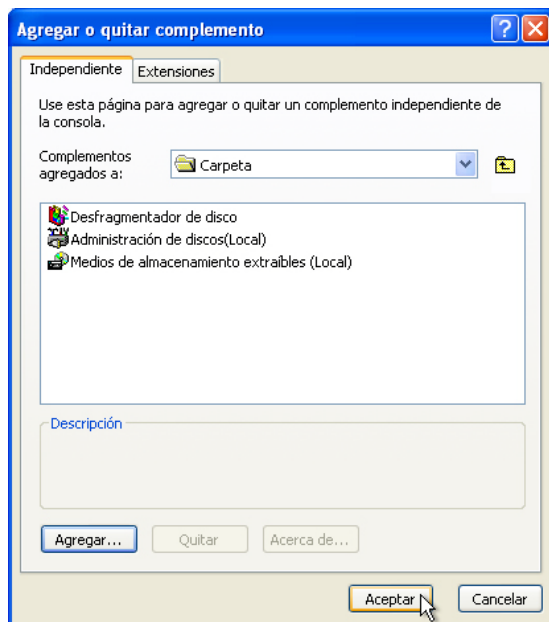 Agregar o quitar complemento
Independiente
Extensiones
Use esta página para agregar o quitar un complemento independiente de
la consola.
Complementos
agregados a:
Carpeta
Desfragmentador de disco
Administración de discos(Local)
Medios de almacenamiento extraíbles (Local)
Descripción
Agregar...
Quitar
Acerca de...
Aceptar
Cancelar